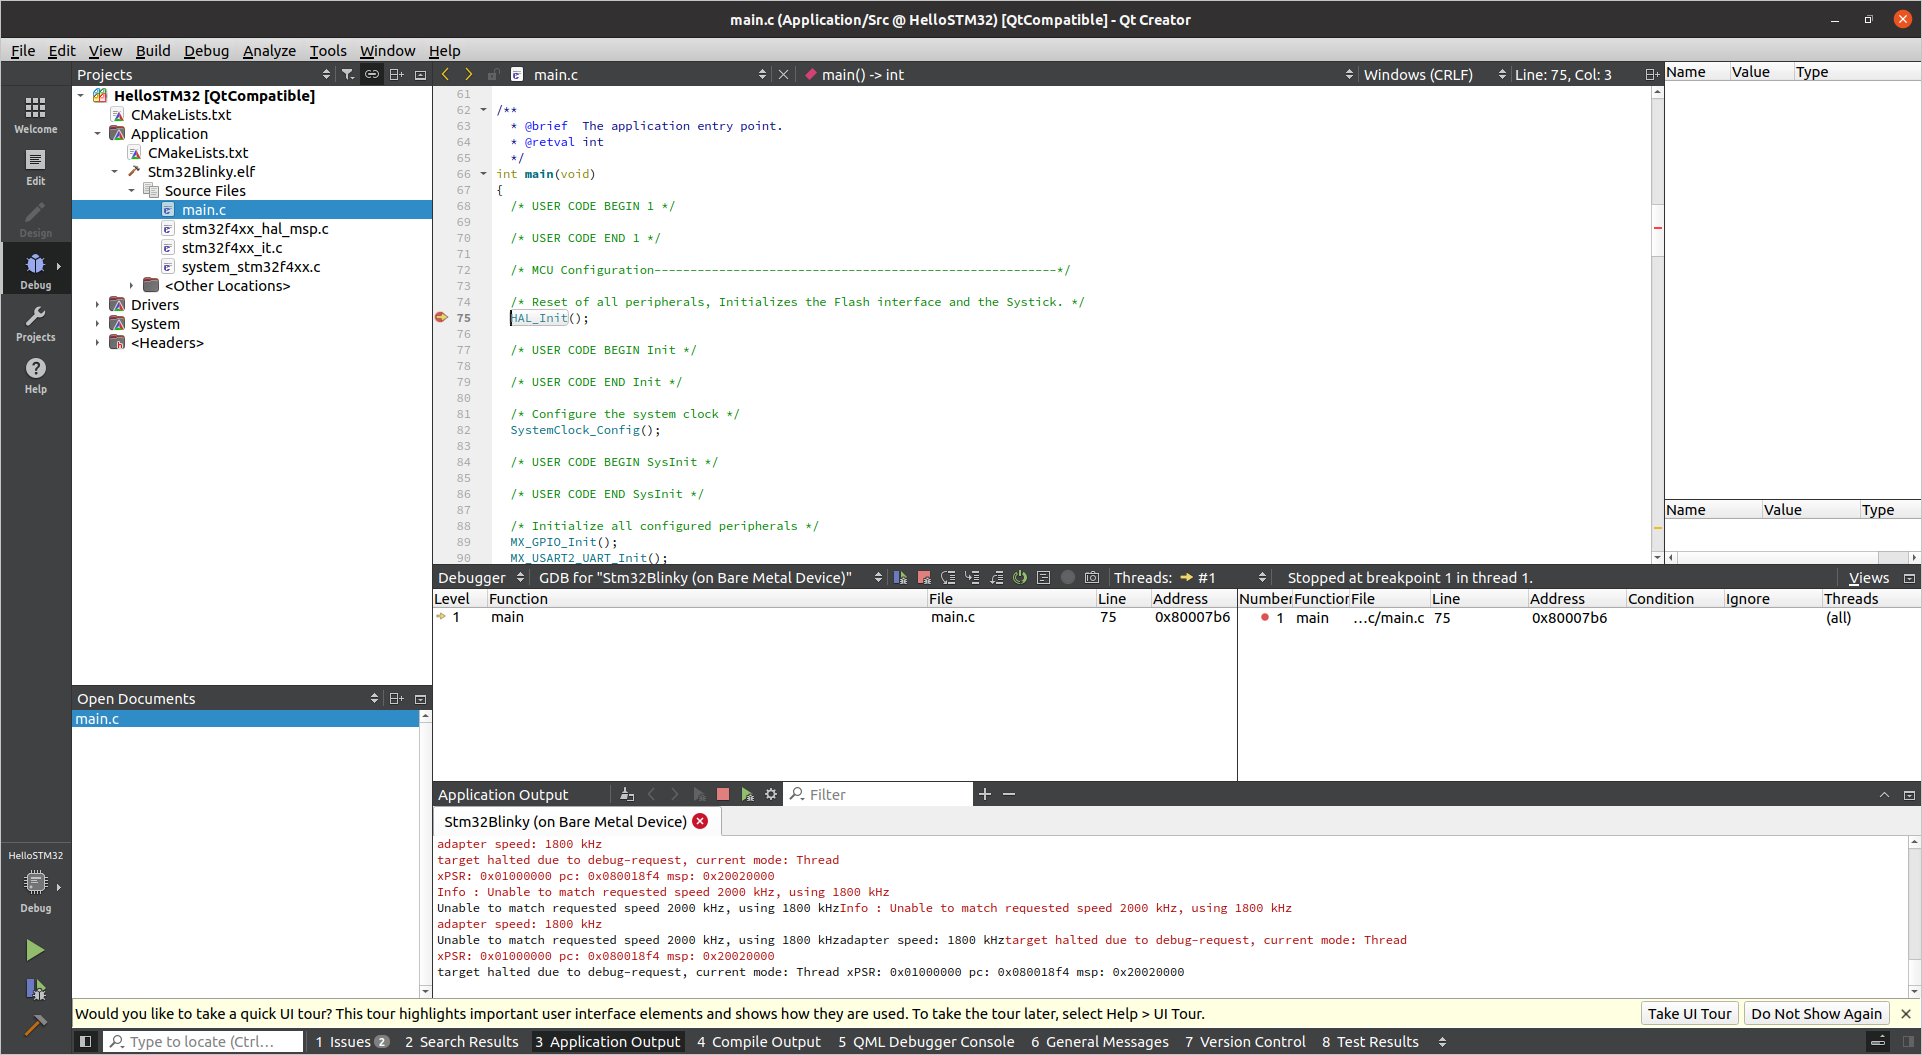 main.c (Application/Src @ HelloSTM32) [QtCompatible] - Qt Creator
File Edit View Build Debug Analyze Tools Window Help
Projects
main.c
main() -> int
Windows (CRLF)
Line: 75, Col: 3
Name Value Type
Welcome
Edit
Design
Debug
Projects
Help
HelloSTM32 [QtCompatible]
CMakeLists.txt
Application
CMakeLists.txt
Stm32Blinky.elf
Source Files
main.c
stm32f4xx_hal_msp.c
stm32f4xx_it.c
system_stm32f4xx.c
<Other Locations>
Drivers
System
<Headers>
61
62 /**
63 * @brief  The application entry point.
64 * @retval int
65 */
66 int main(void)
67 {
68 /* USER CODE BEGIN 1 */
69
70 /* USER CODE END 1 */
71
72 /* MCU Configuration--------------------------------------------------------*/
73
74 /* Reset of all peripherals, Initializes the Flash interface and the Systick. */
75 HAL_Init();
76
77 /* USER CODE BEGIN Init */
78
79 /* USER CODE END Init */
80
81 /* Configure the system clock */
82 SystemClock_Config();
83
84 /* USER CODE BEGIN SysInit */
85
86 /* USER CODE END SysInit */
87
88 /* Initialize all configured peripherals */
89 MX_GPIO_Init();
90 MX_USART2_UART_Init();
Name Value Type
Debugger
GDB for "Stm32Blinky (on Bare Metal Device)"
Threads: #1
Stopped at breakpoint 1 in thread 1.
Views
Level Function File Line Address
1 main main.c 75 0x80007b6
Number Function File Line Address Condition Ignore Threads
1 main …c/main.c 75 0x80007b6 (all)
Open Documents
main.c
Application Output
Filter
Stm32Blinky (on Bare Metal Device)
adapter speed: 1800 kHz
target halted due to debug-request, current mode: Thread
xPSR: 0x01000000 pc: 0x080018f4 msp: 0x20020000
Info : Unable to match requested speed 2000 kHz, using 1800 kHz
Unable to match requested speed 2000 kHz, using 1800 kHzInfo : Unable to match requested speed 2000 kHz, using 1800 kHz
adapter speed: 1800 kHz
Unable to match requested speed 2000 kHz, using 1800 kHzadapter speed: 1800 kHztarget halted due to debug-request, current mode: Thread
xPSR: 0x01000000 pc: 0x080018f4 msp: 0x20020000
target halted due to debug-request, current mode: Thread xPSR: 0x01000000 pc: 0x080018f4 msp: 0x20020000
HelloSTM32
Debug
Would you like to take a quick UI tour? This tour highlights important user interface elements and shows how they are used. To take the tour later, select Help > UI Tour.
Take UI Tour
Do Not Show Again
Type to locate (Ctrl...
1 Issues 2
2 Search Results
3 Application Output
4 Compile Output
5 QML Debugger Console
6 General Messages
7 Version Control
8 Test Results